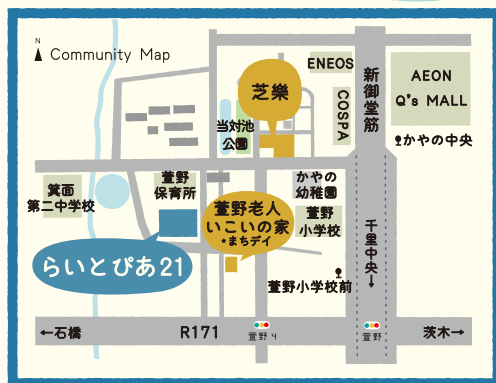 N
Community Map
ENEOS
新御堂筋
AEON
Q's MALL
COSPA
芝樂
当対池
公園
かやの中央
箕面
第二中学校
萱野
保育所
かやの
幼稚園
萱野老人
いこいの家
•まちデイ
萱野
小学校
千里中央→
らいとぴあ21
萱野小学校前
←石橋
R171
萱野4
萱野
茨木→